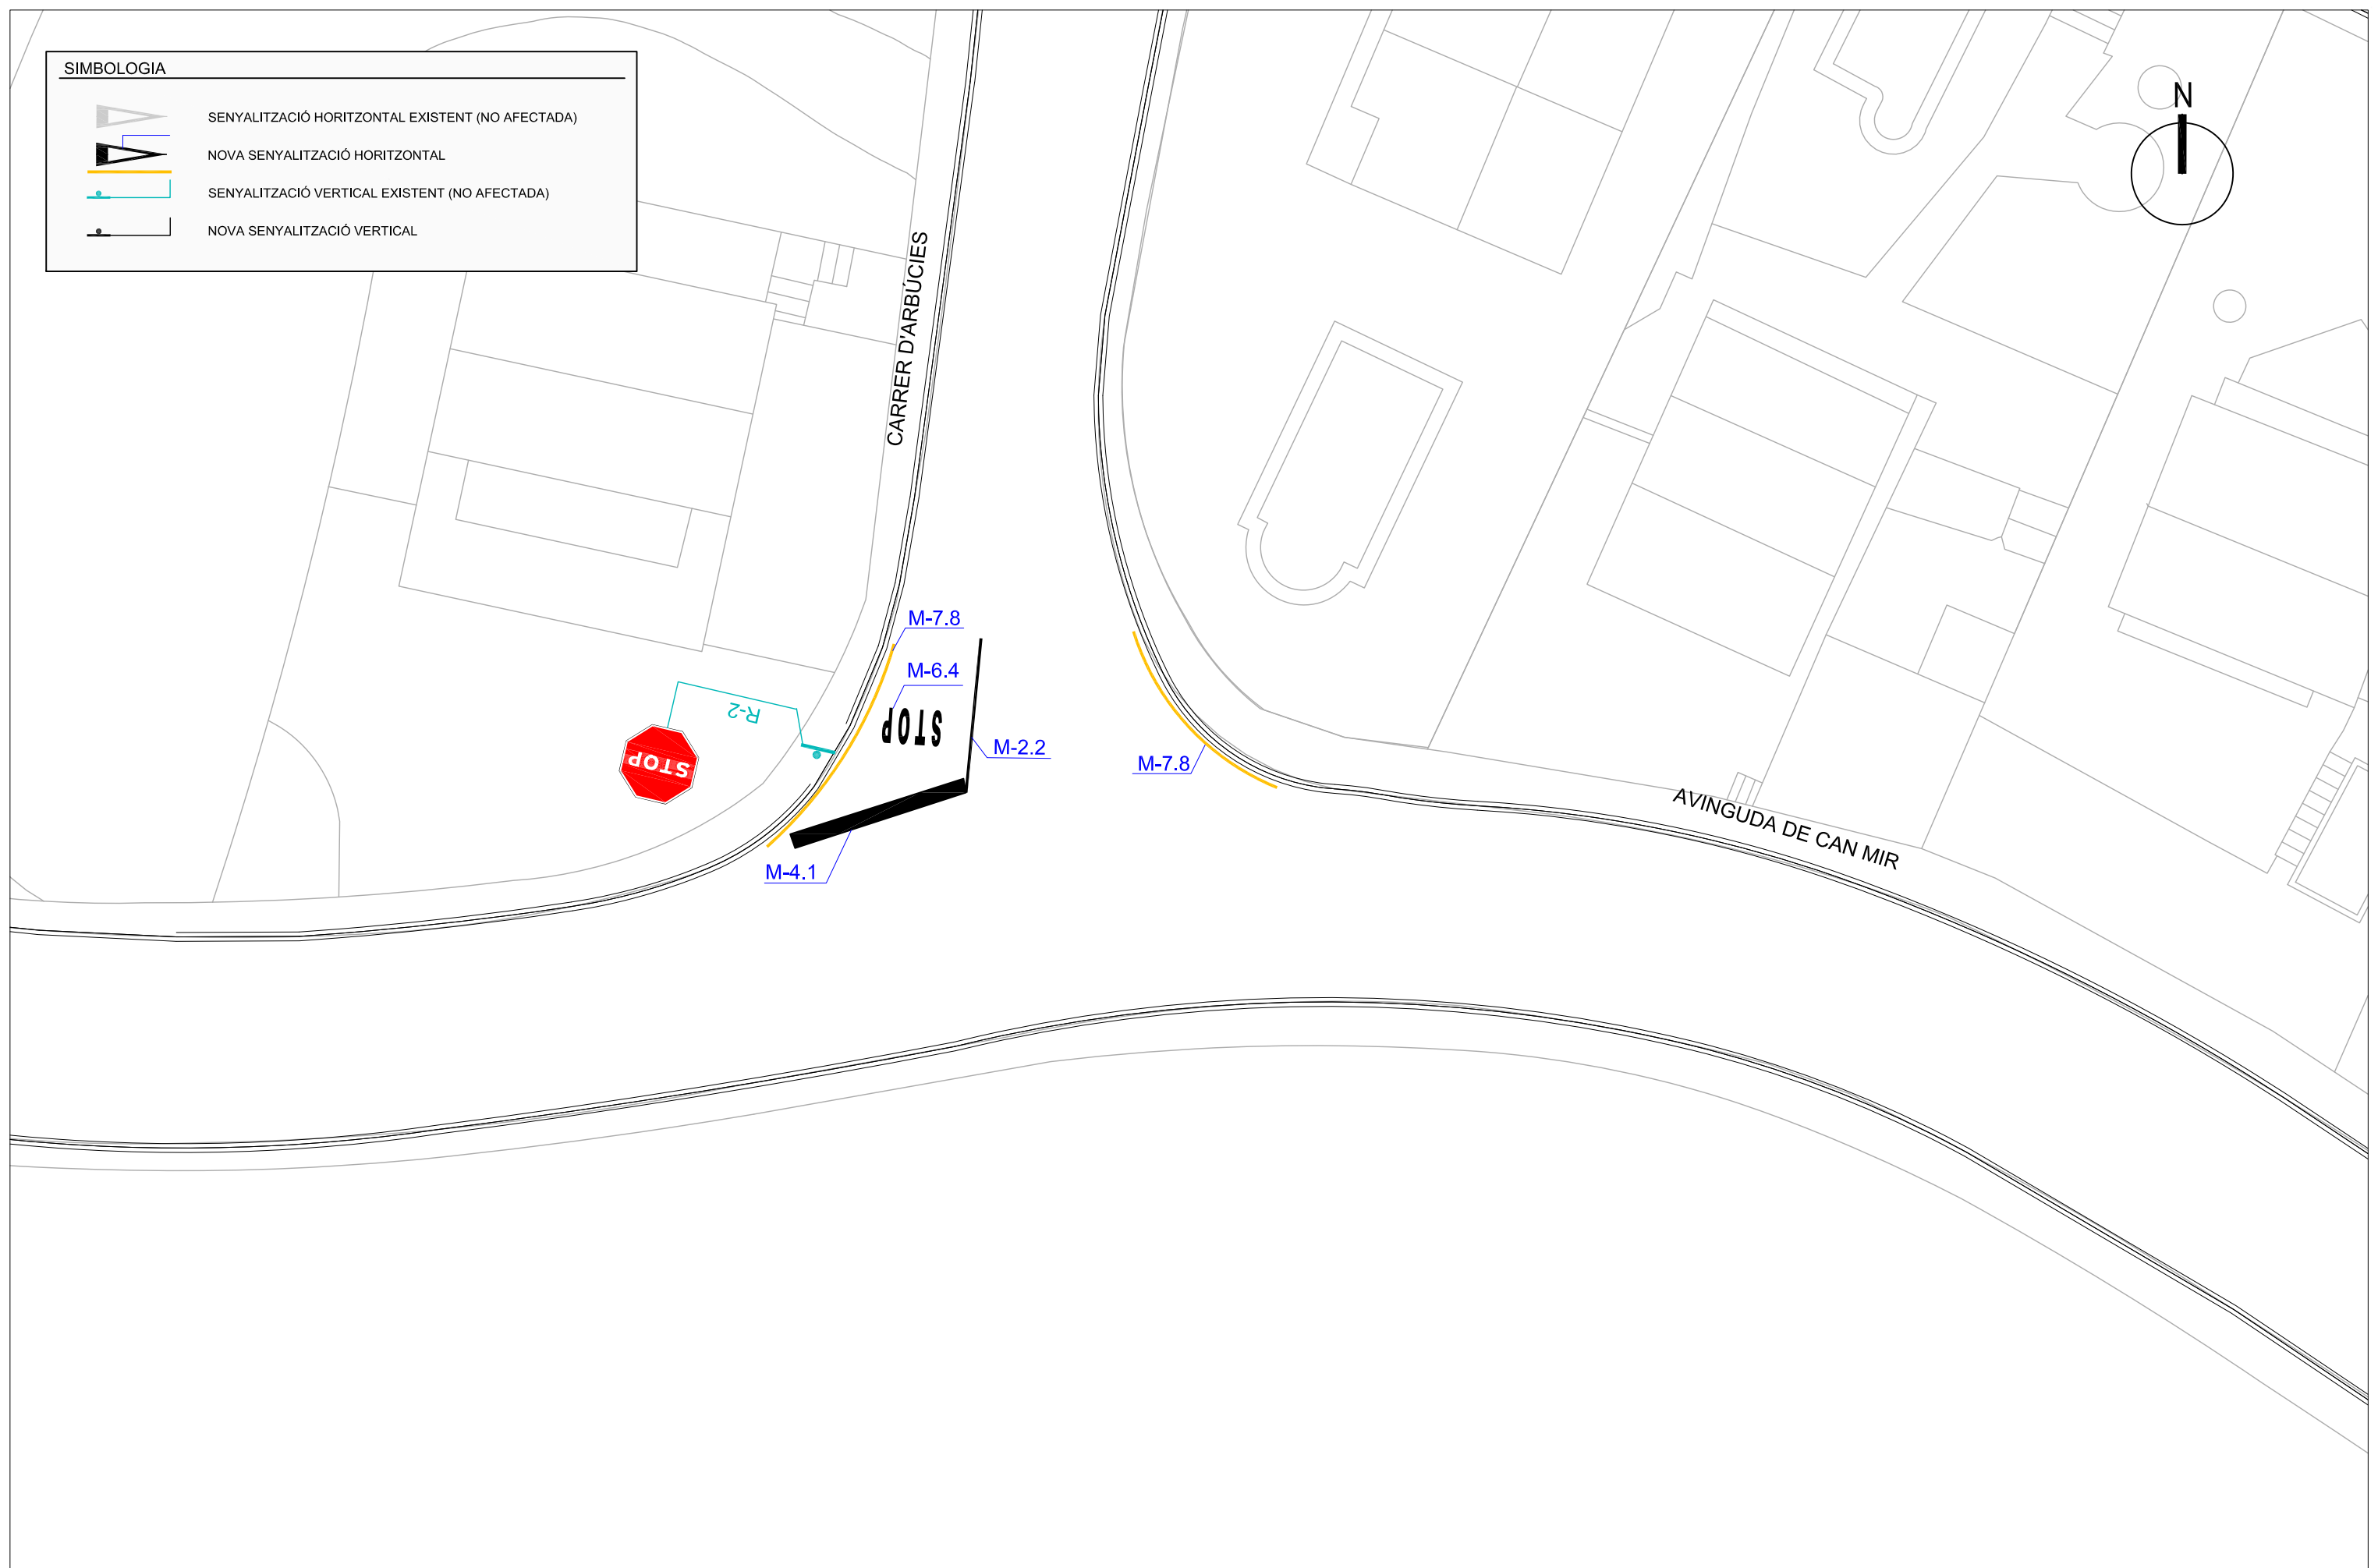 SIMBOLOGIA
SENYALITZACIÓ HORITZONTAL EXISTENT (NO AFECTADA)
NOVA SENYALITZACIÓ HORITZONTAL
SENYALITZACIÓ VERTICAL EXISTENT (NO AFECTADA)
NOVA SENYALITZACIÓ VERTICAL
N
CARRER D'ARBÚCIES
M-7.8
M-6.4
R-2
STOP
STOP
M-2.2
M-7.8
M-4.1
AVINGUDA DE CAN MIR